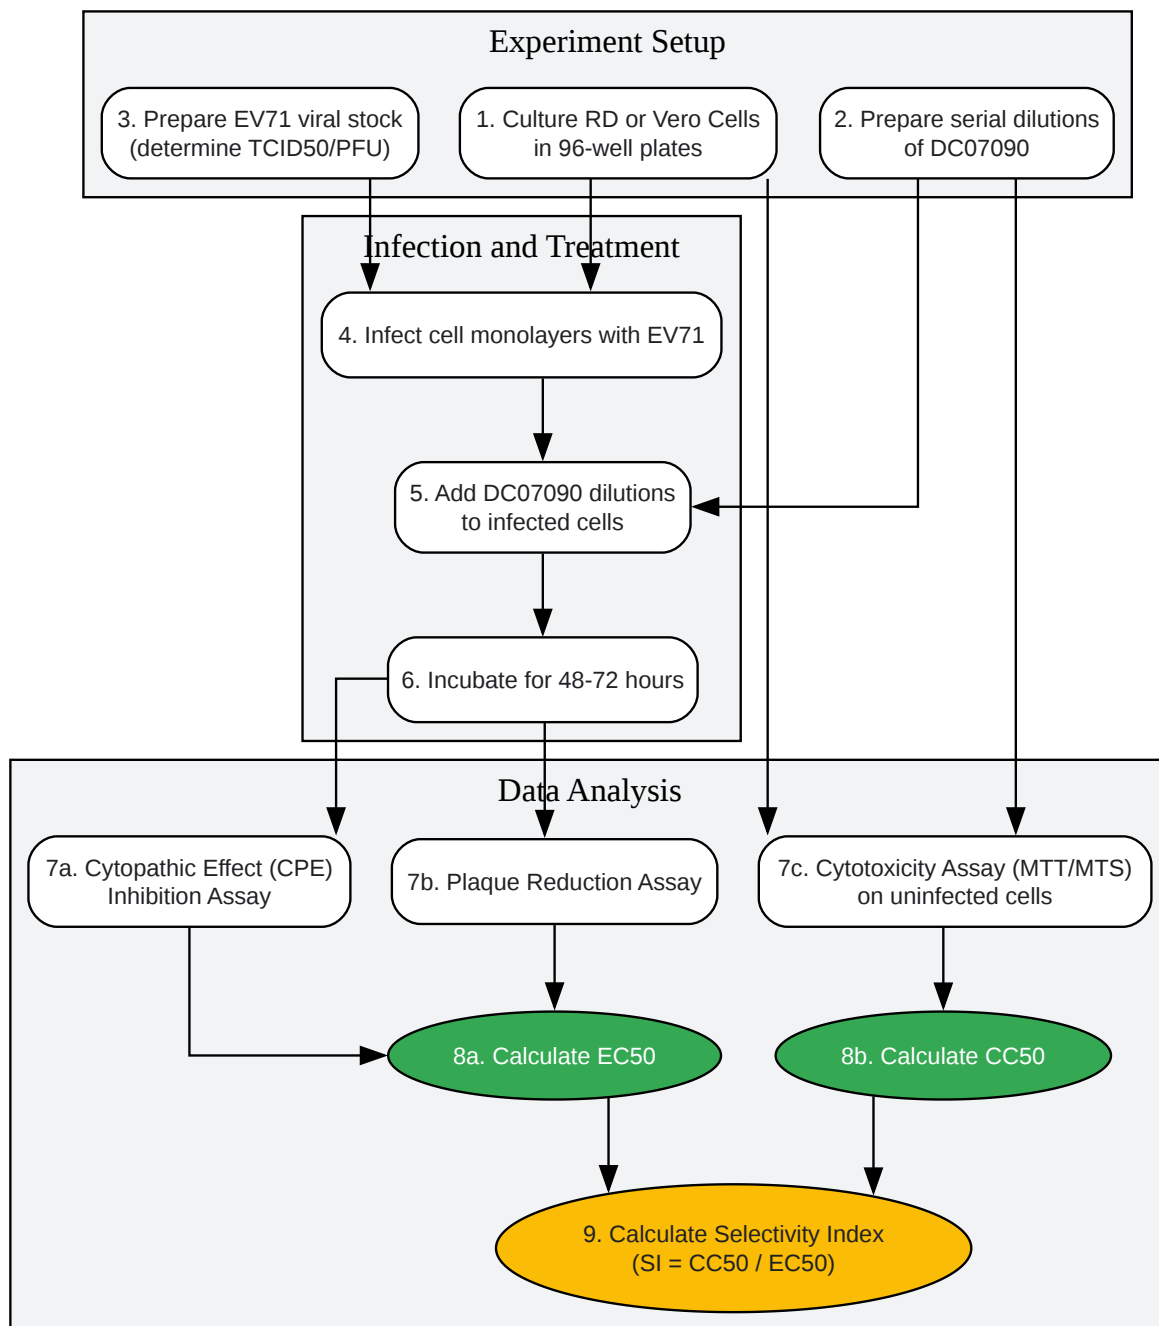 Experiment Setup
3. Prepare EV71 viral stock
(determine TCID50/PFU)
1. Culture RD or Vero Cells
in 96-well plates
2. Prepare serial dilutions
of DC07090
Infection and Treatment
4. Infect cell monolayers with EV71
5. Add DC07090 dilutions
to infected cells
6. Incubate for 48-72 hours
Data Analysis
7a. Cytopathic Effect (CPE)
Inhibition Assay
7b. Plaque Reduction Assay
7c. Cytotoxicity Assay (MTT/MTS)
on uninfected cells
8a. Calculate EC50
8b. Calculate CC50
9. Calculate Selectivity Index
(SI = CC50 / EC50)